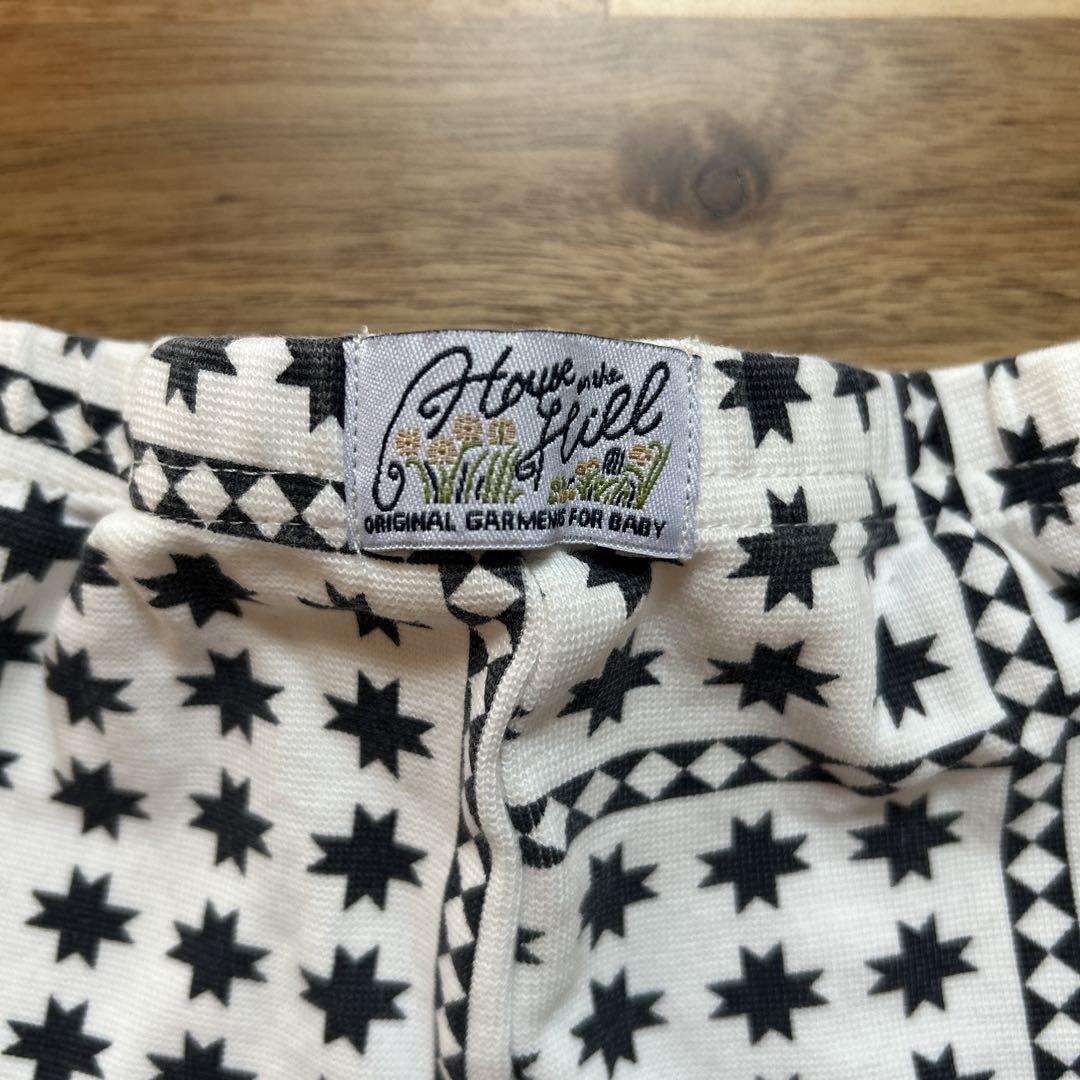 House on the
Hill
ORIGINAL GARMENS FOR BABY